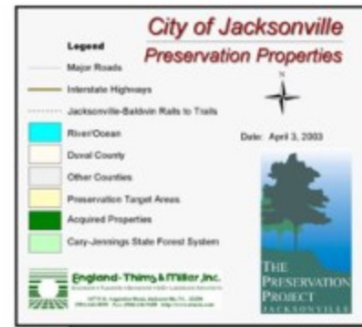 City of Jacksonville
Preservation Properties
Legend
Major Roads
Interstate Highways
Jacksonville-Baldwin Rails to Trails
River/Ocean
Duval County
Other Counties
Preservation Target Areas
Acquired Properties
Cary-Jennings State Forest System
N
Date: April 3, 2003
England-Thims & Miller, Inc.
THE
PRESERVATION
PROJECT
JACKSONVILLE